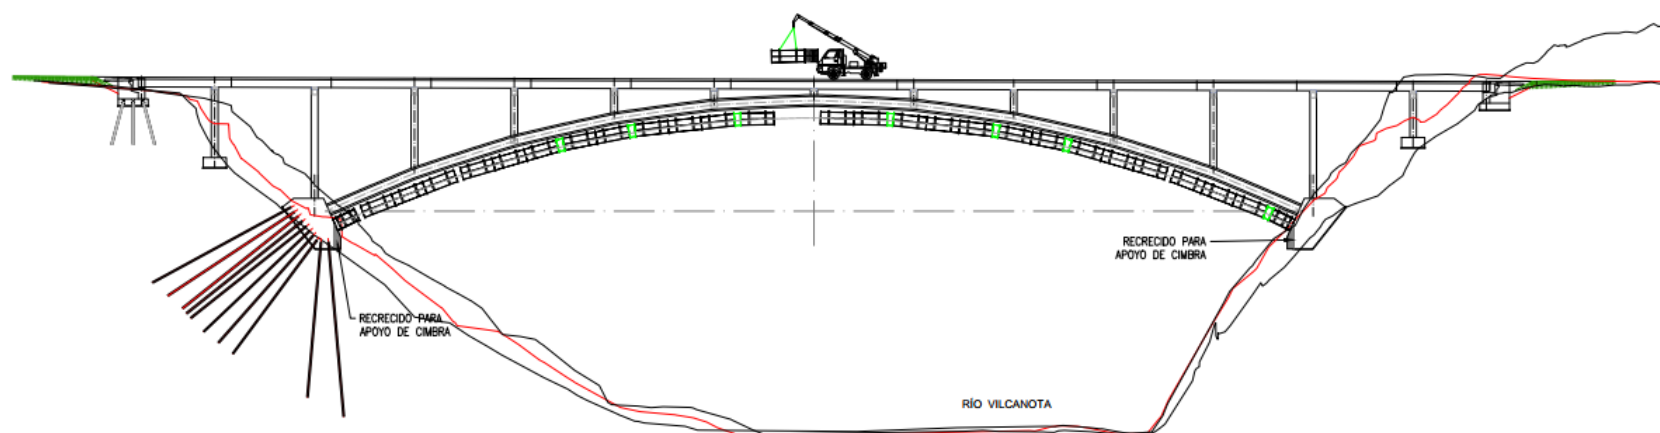 RECRECIDO PARA
APOYO DE CIMBRA
RECRECIDO PARA
APOYO DE CIMBRA
RÍO VILCANOTA